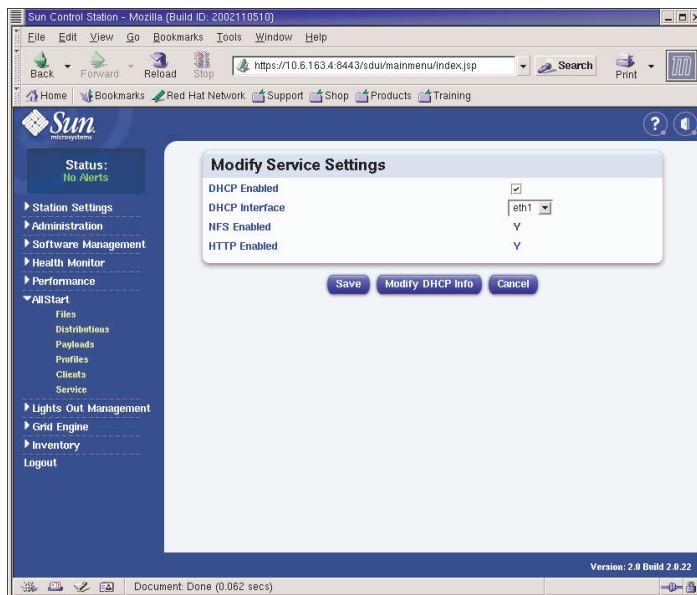 Sun Control Station - Mozilla {Build ID: 2002110510}
File Edit View Go Bookmarks Tools Window Help
Back Forward Reload Stop https://10.6.163.4:8443/sdui/mainmenu/index.jsp Search Print
Home Bookmarks Red Hat Network Support Shop Products Training
Sun
microsystems
?
Status:
No Alerts
Station Settings
Administration
Software Management
Health Monitor
Performance
AllStart
Files
Distributions
Payloads
Profiles
Clients
Service
Lights Out Management
Grid Engine
Inventory
Logout
Modify Service Settings
DHCP Enabled
DHCP Interface eth1
NFS Enabled Y
HTTP Enabled Y
Save Modify DHCP Info Cancel
Version: 2.0 Build 2.0.22
Document: Done (0.062 secs)